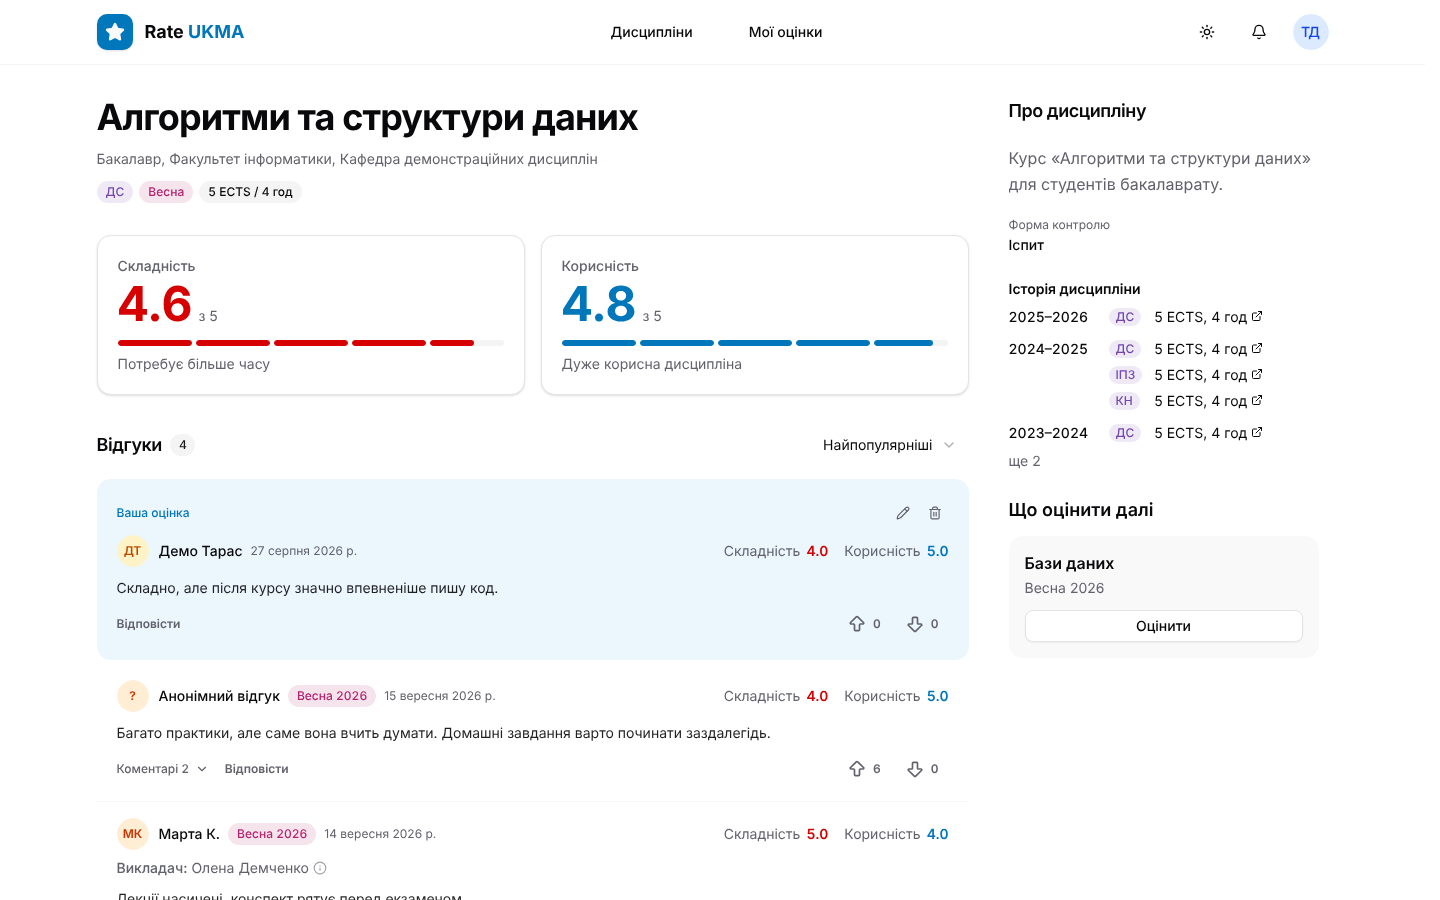 Rate UKMA
Дисципліни
Мої оцінки
ТД
Алгоритми та структури даних
Бакалавр, Факультет інформатики, Кафедра демонстраційних дисциплін
ДС Весна 5 ECTS / 4 год
Складність
4.6 з 5
Потребує більше часу
Корисність
4.8 з 5
Дуже корисна дисципліна
Відгуки 4
Найпопулярніші
Ваша оцінка
ДТ Демо Тарас 27 серпня 2026 р. Складність 4.0 Корисність 5.0
Складно, але після курсу значно впевненіше пишу код.
Відповісти 0 0
? Анонімний відгук Весна 2026 15 вересня 2026 р. Складність 4.0 Корисність 5.0
Багато практики, але саме вона вчить думати. Домашні завдання варто починати заздалегідь.
Коментарі 2 Відповісти 6 0
МК Марта К. Весна 2026 14 вересня 2026 р. Складність 5.0 Корисність 4.0
Викладач: Олена Демченко
Лекції насичені, конспект рятує перед екзаменом.
Про дисципліну
Курс «Алгоритми та структури даних»
для студентів бакалаврату.
Форма контролю
Іспит
Історія дисципліни
2025–2026 ДС 5 ECTS, 4 год
2024–2025 ДС 5 ECTS, 4 год
ІПЗ 5 ECTS, 4 год
КН 5 ECTS, 4 год
2023–2024 ДС 5 ECTS, 4 год
ще 2
Що оцінити далі
Бази даних
Весна 2026
Оцінити